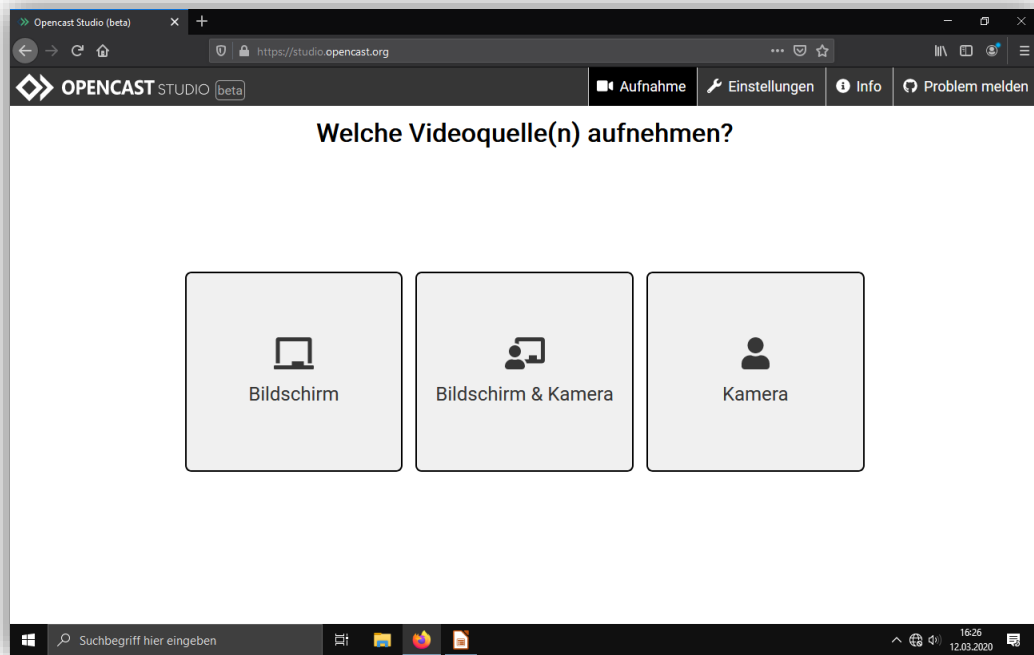 Opencast Studio (beta)
https://studio.opencast.org
OPENCAST STUDIO beta
Aufnahme
Einstellungen
Info
Problem melden
Welche Videoquelle(n) aufnehmen?
Bildschirm
Bildschirm & Kamera
Kamera
Suchbegriff hier eingeben
16:26
12.03.2020